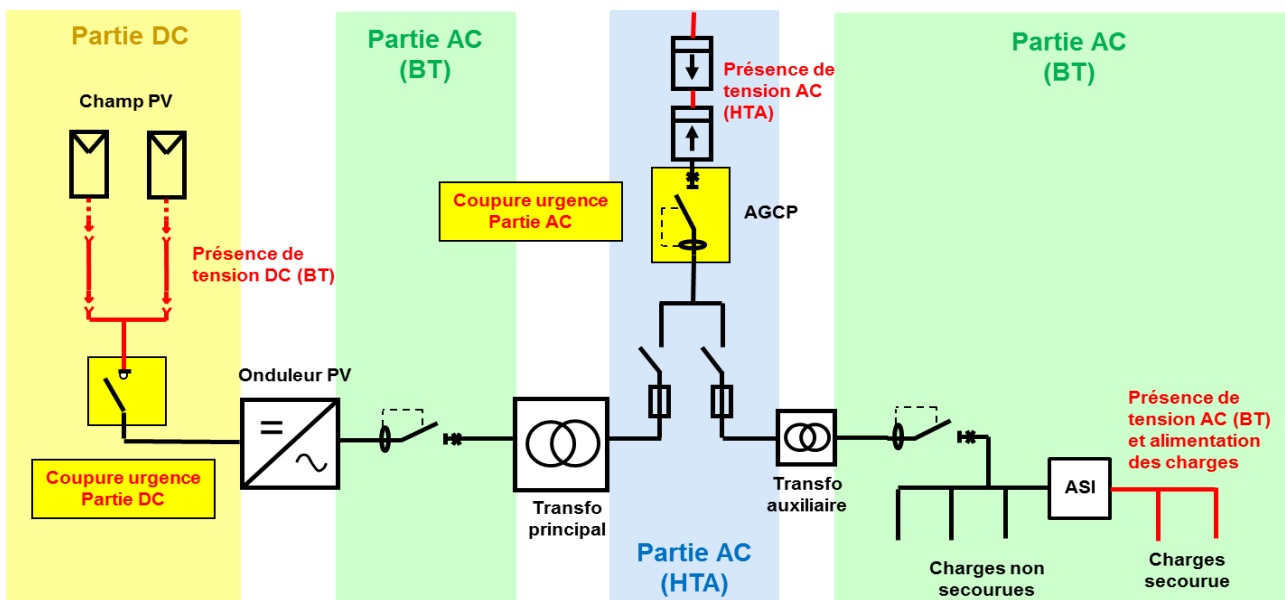 Partie DC
Champ PV
Présence de
tension DC (BT)
Coupure urgence
Partie DC
Onduleur PV
Partie AC
(BT)
Coupure urgence
Partie AC
Transfo
principal
Présence de
tension AC
(HTA)
AGCP
Partie AC
(HTA)
Partie AC
(BT)
Transfo
auxiliaire
Présence de
tension AC (BT)
et alimentation
des charges
ASI
Charges non
secourues
Charges
secourue